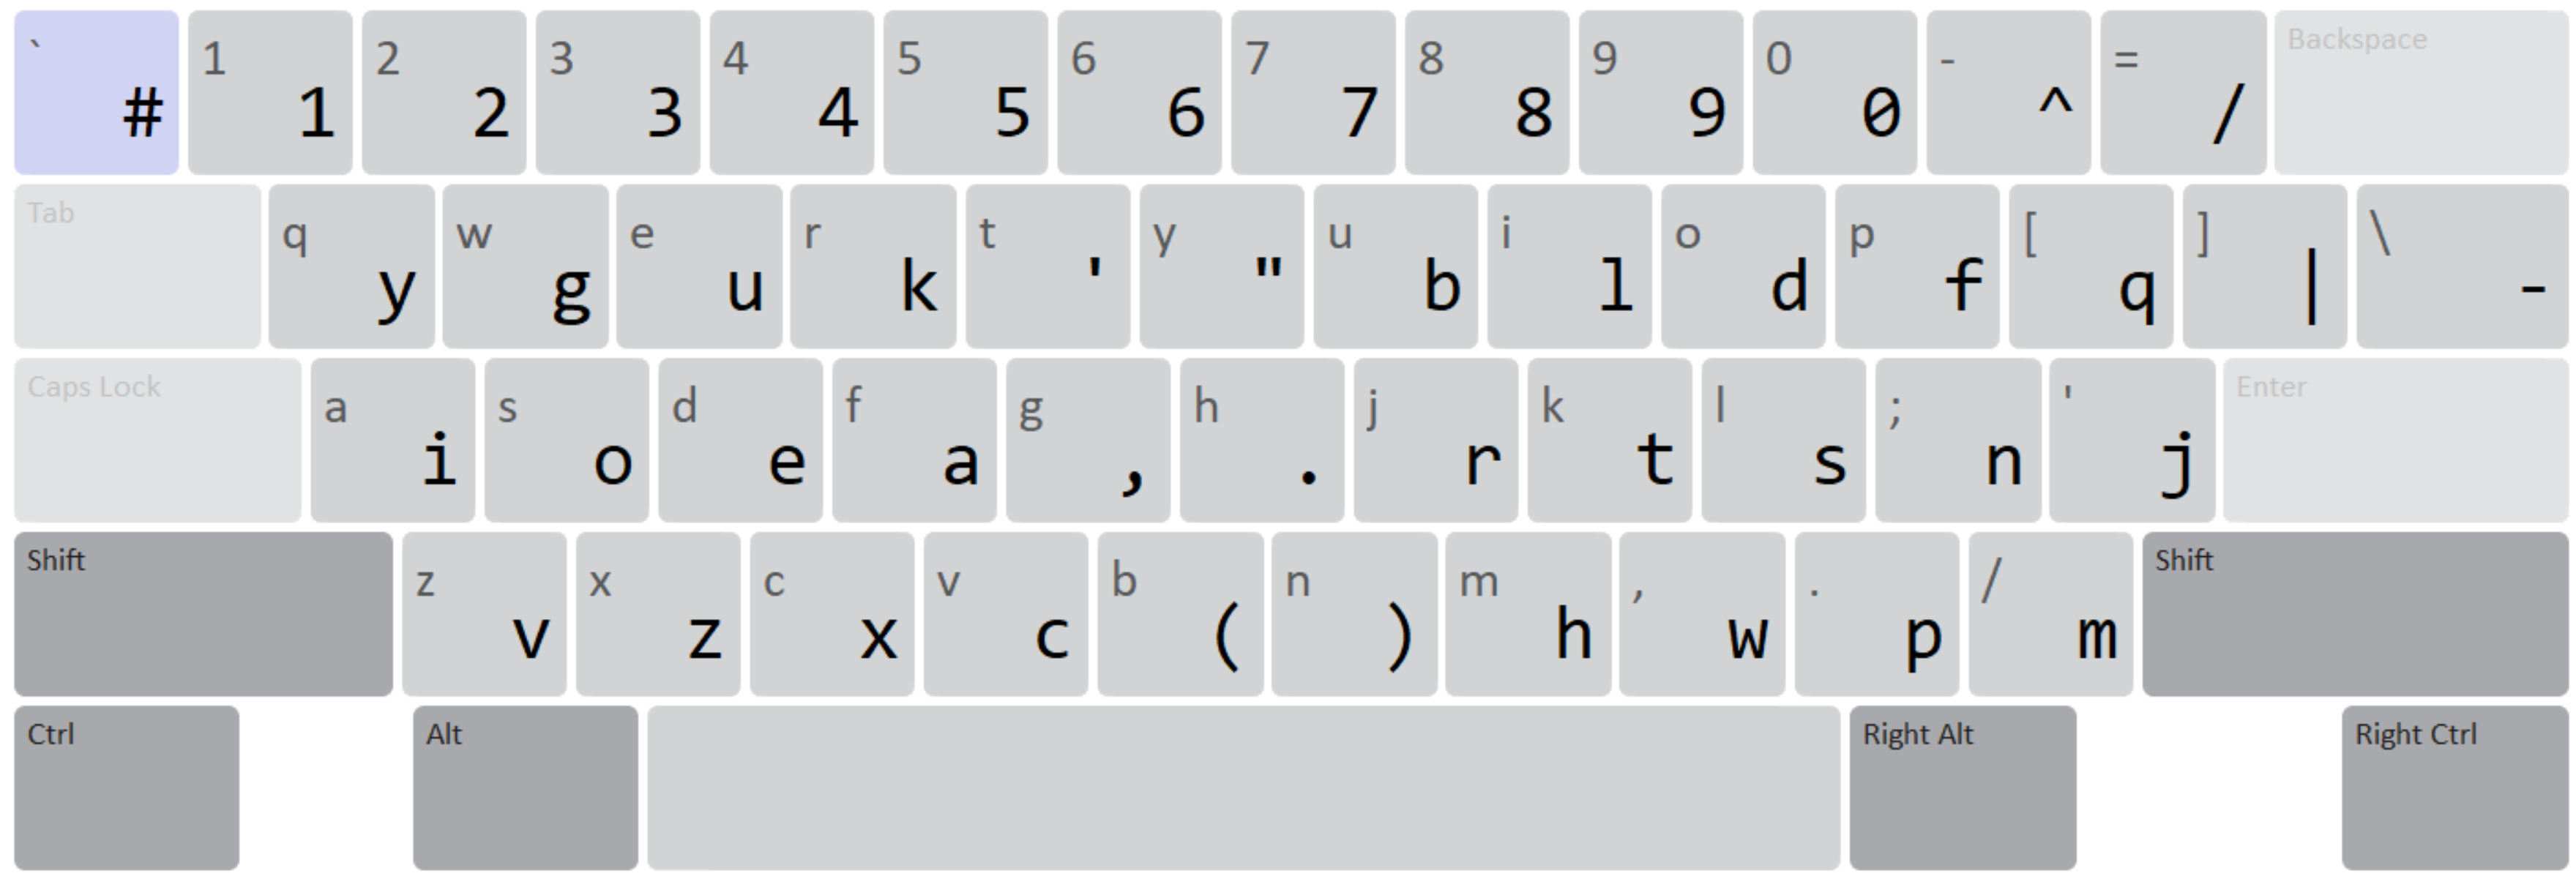 ` # 1 1 2 2 3 3 4 4 5 5 6 6 7 7 8 8 9 9 0 0 - ^ = / Backspace
Tab q y w g e u r k t ' y " u b i l o d p f [ q ] | \ -
Caps Lock a i s o d e f a g , h . j r k t l s ; n ' j Enter
Shift z v x z c x v c b ( n ) m h , w . p / m Shift
Ctrl Alt Right Alt Right Ctrl